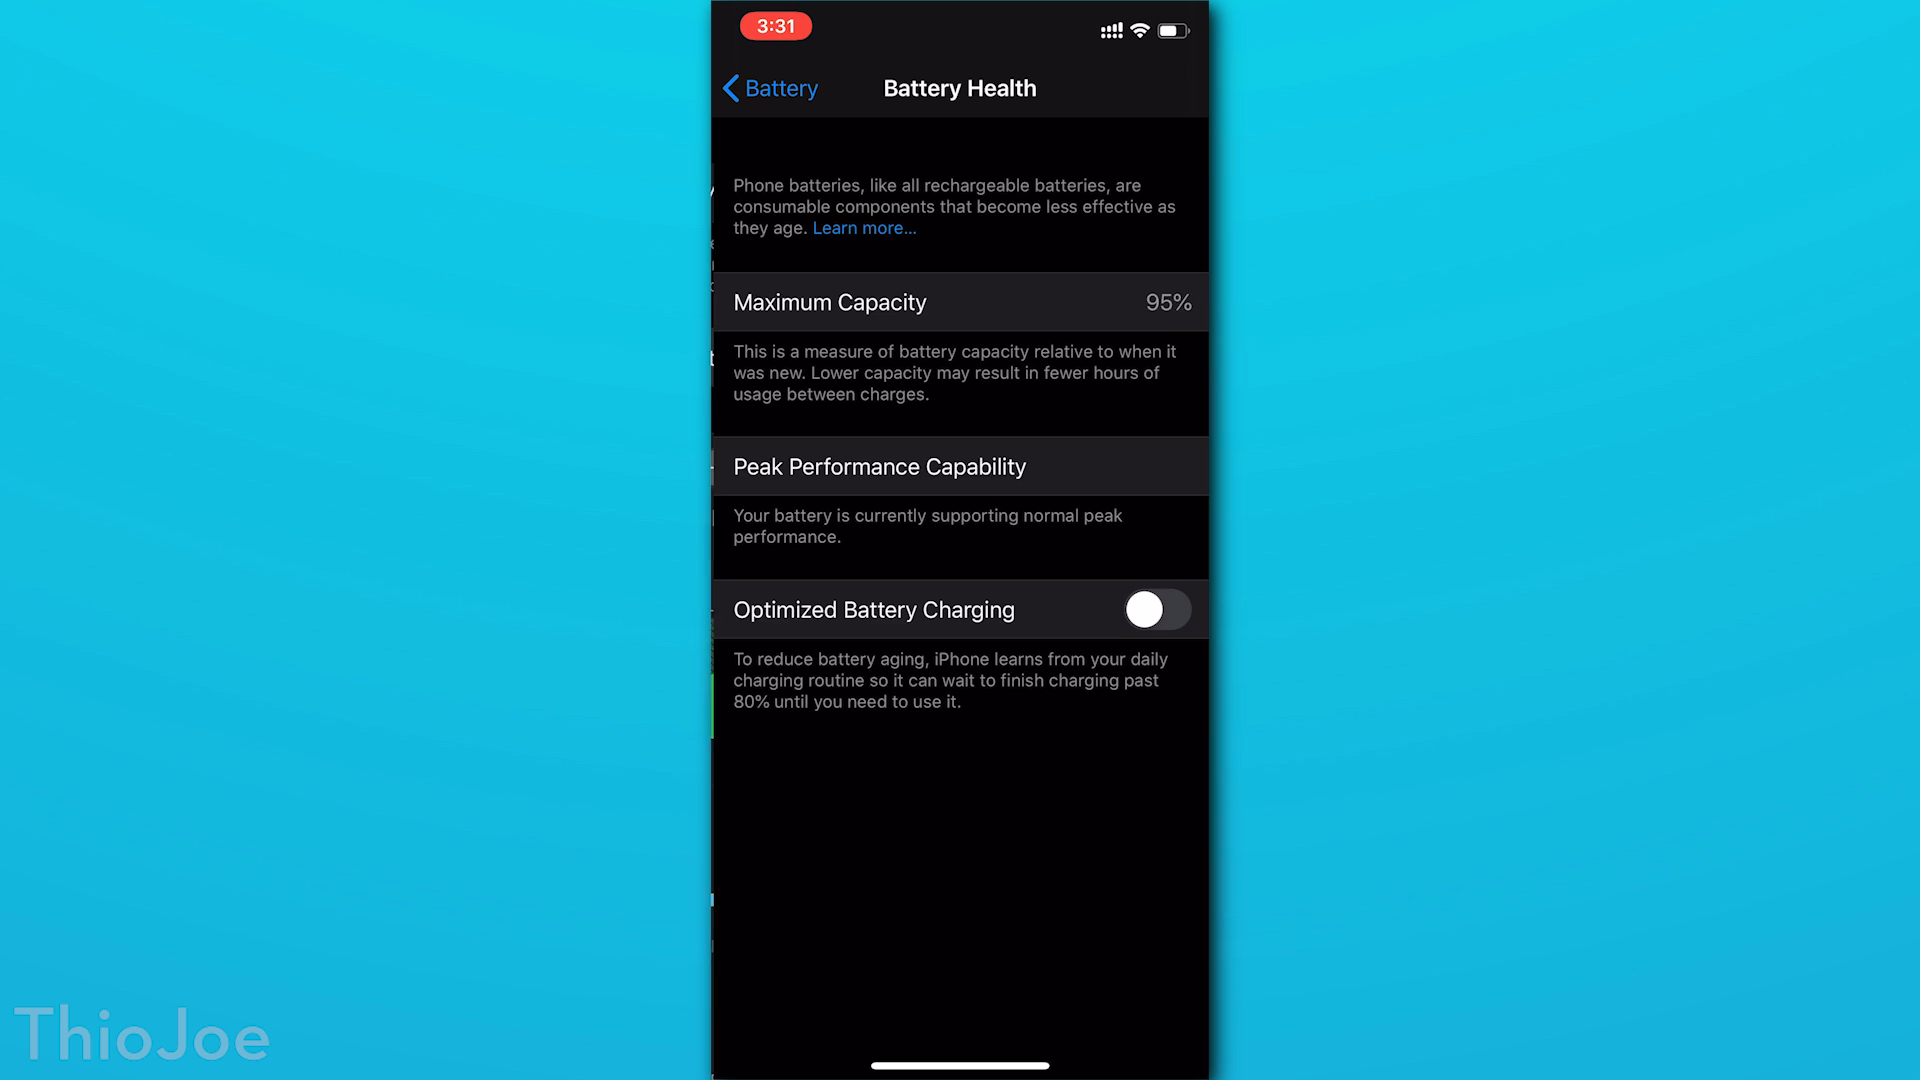 3:31
Battery
Battery Health
Phone batteries, like all rechargeable batteries, are
consumable components that become less effective as
they age. Learn more...
Maximum Capacity 95%
This is a measure of battery capacity relative to when it
was new. Lower capacity may result in fewer hours of
usage between charges.
Peak Performance Capability
Your battery is currently supporting normal peak
performance.
Optimized Battery Charging
To reduce battery aging, iPhone learns from your daily
charging routine so it can wait to finish charging past
80% until you need to use it.
ThioJoe